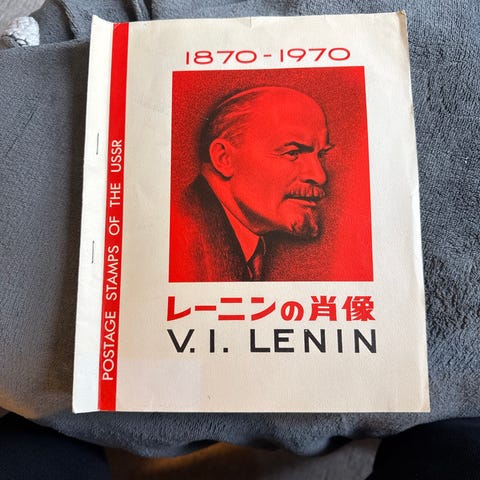 1870-1970
POSTAGE STAMPS OF THE USSR
レーニンの肖像
V.I. LENIN